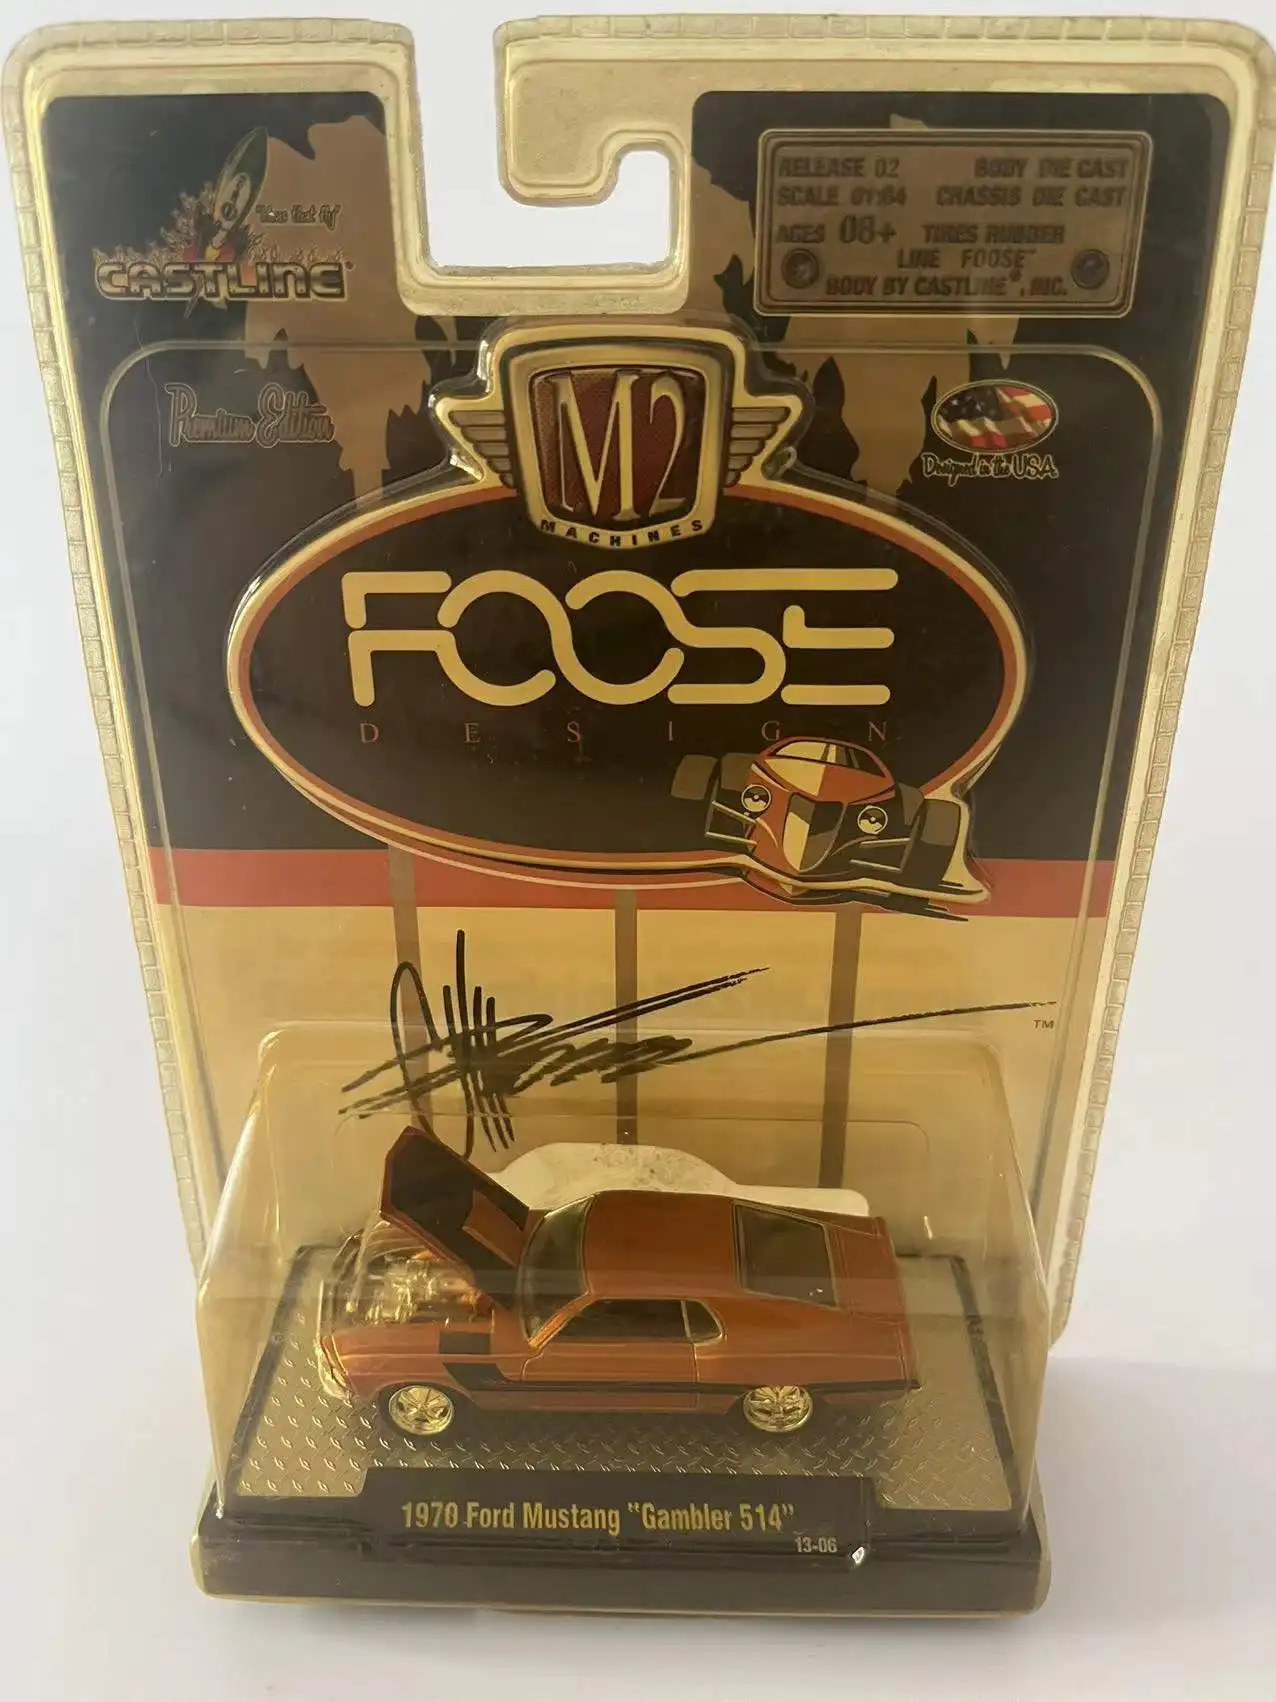 RELEASE 02 BODY DIE CAST
SCALE 01:64 CHASSIS DIE CAST
AGES 08+ TIRES RUBBER
LINE FOOSE™
BODY BY CASTLINE®, INC.
CASTLINE
Premium Edition
Designed in the USA
M2
MACHINES
FOOSE
DESIGN
TM
1970 Ford Mustang "Gambler 514"
13-06